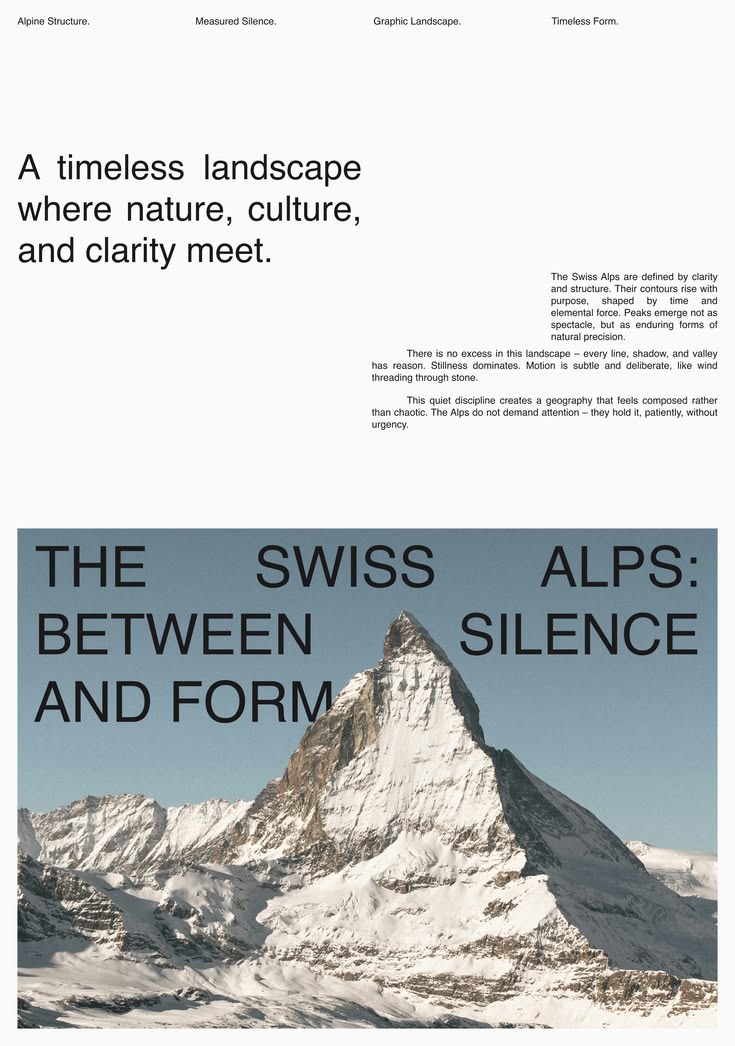 Alpine Structure. Measured Silence. Graphic Landscape. Timeless Form.
A timeless landscape
where nature, culture,
and clarity meet.
The Swiss Alps are defined by clarity
and structure. Their contours rise with
purpose, shaped by time and
elemental force. Peaks emerge not as
spectacle, but as enduring forms of
natural precision.
There is no excess in this landscape – every line, shadow, and valley
has reason. Stillness dominates. Motion is subtle and deliberate, like wind
threading through stone.
This quiet discipline creates a geography that feels composed rather
than chaotic. The Alps do not demand attention – they hold it, patiently, without
urgency.
THE SWISS ALPS:
BETWEEN SILENCE
AND FORM